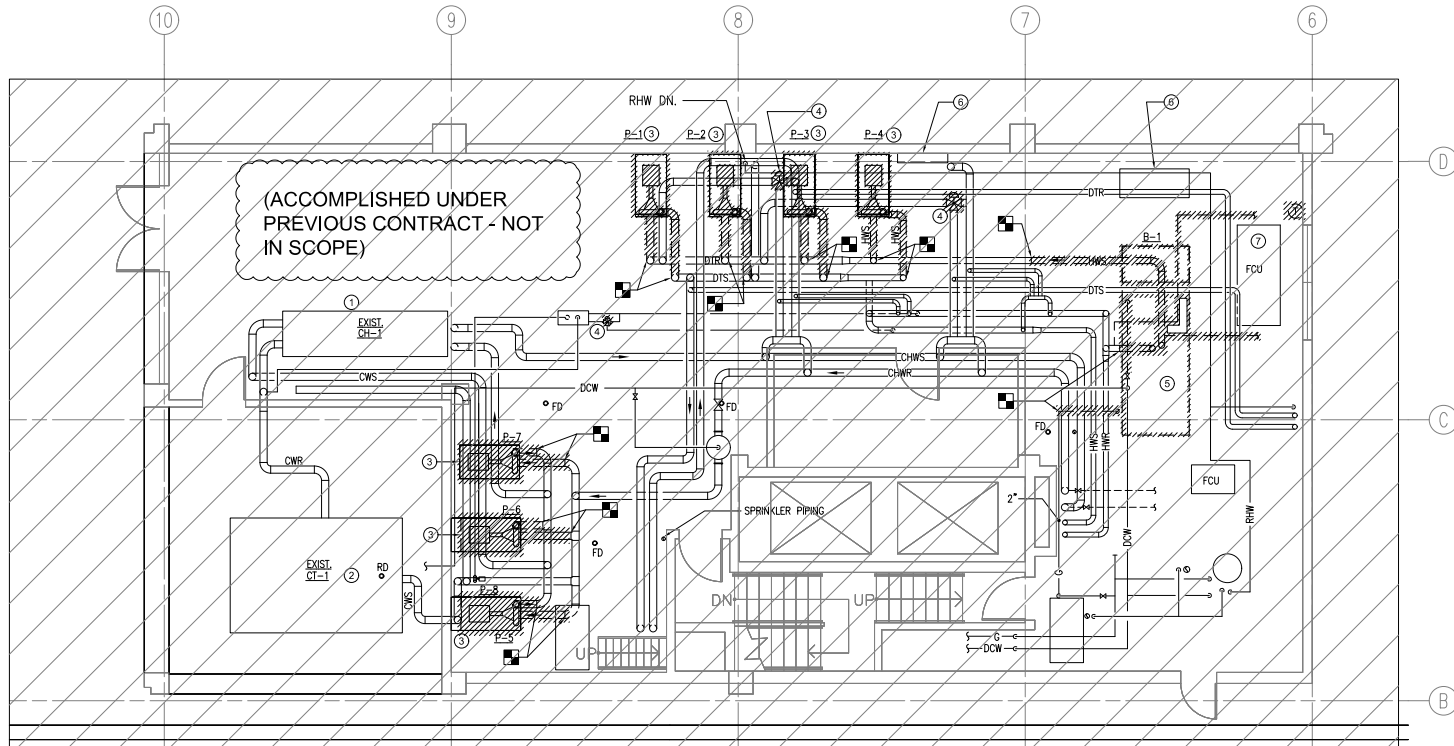 10
9
8
7
6
RHW DN.
4
6
6
P-1 3
P-2 3
P-3 3
P-4 3
D
(ACCOMPLISHED UNDER
PREVIOUS CONTRACT - NOT
IN SCOPE)
DTR
4
HWS
HWS
B-1
7
FCU
DTR
HWS
DTS
DTS
1
EXIST.
CH-1
4
CHWS
CHWR
CWS
DCW
5
FD
FD
FD
C
P-7
3
CWR
HWS
HWR
FCU
2"
SPRINKLER PIPING
P-6
3
FD
DCW
RHW
EXIST.
CT-1
2
RD
CWS
P-8
G
DN
UP
3
P-5
UP
G
DCW
B